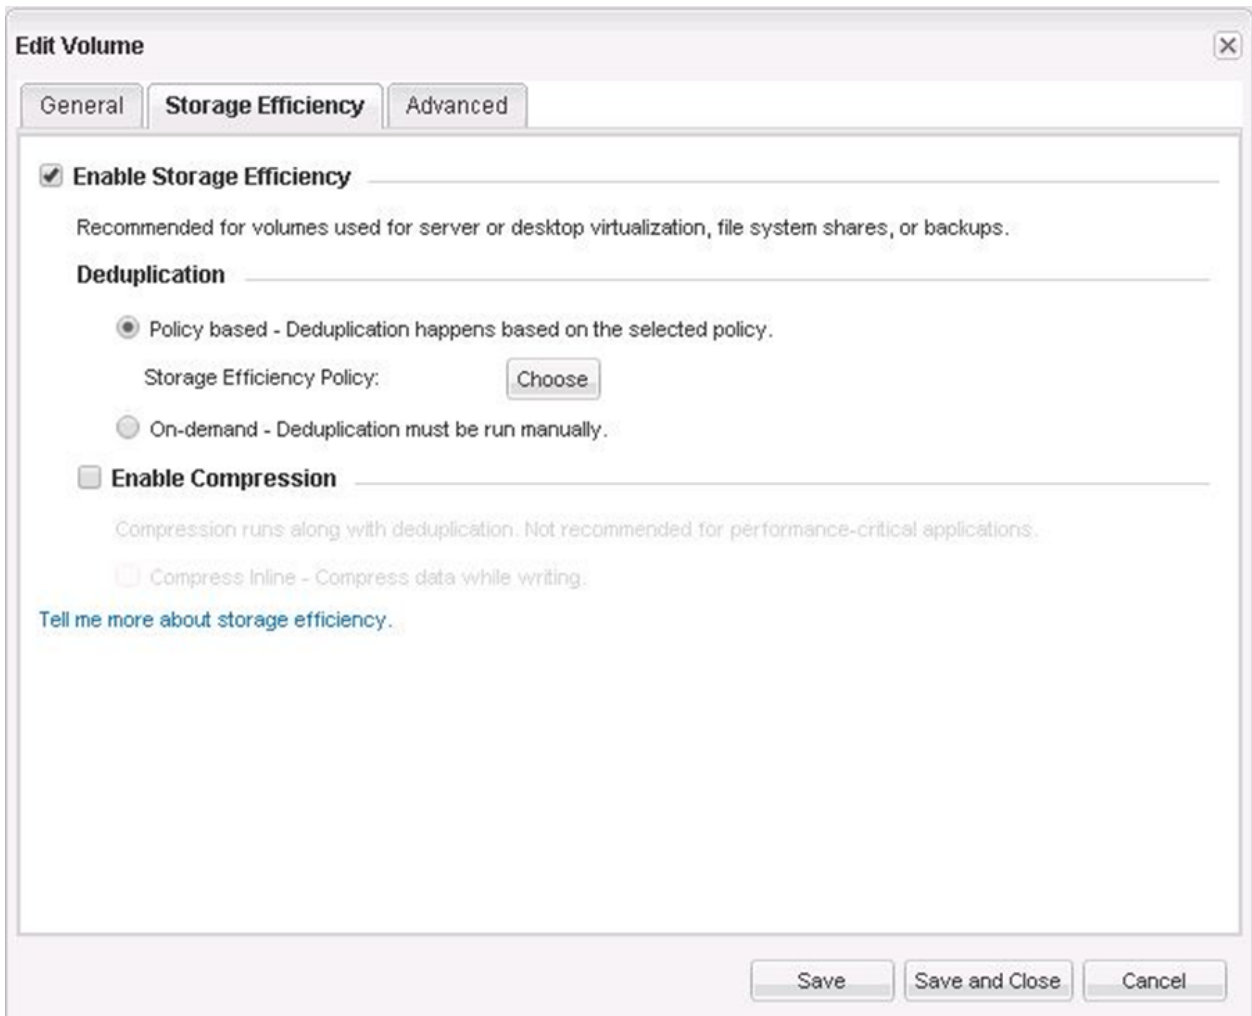 Edit Volume
General Storage Efficiency Advanced
Enable Storage Efficiency
Recommended for volumes used for server or desktop virtualization, file system shares, or backups.
Deduplication
Policy based - Deduplication happens based on the selected policy.
Storage Efficiency Policy: Choose
On-demand - Deduplication must be run manually.
Enable Compression
Compression runs along with deduplication. Not recommended for performance-critical applications.
Compress Inline - Compress data while writing.
Tell me more about storage efficiency.
Save Save and Close Cancel